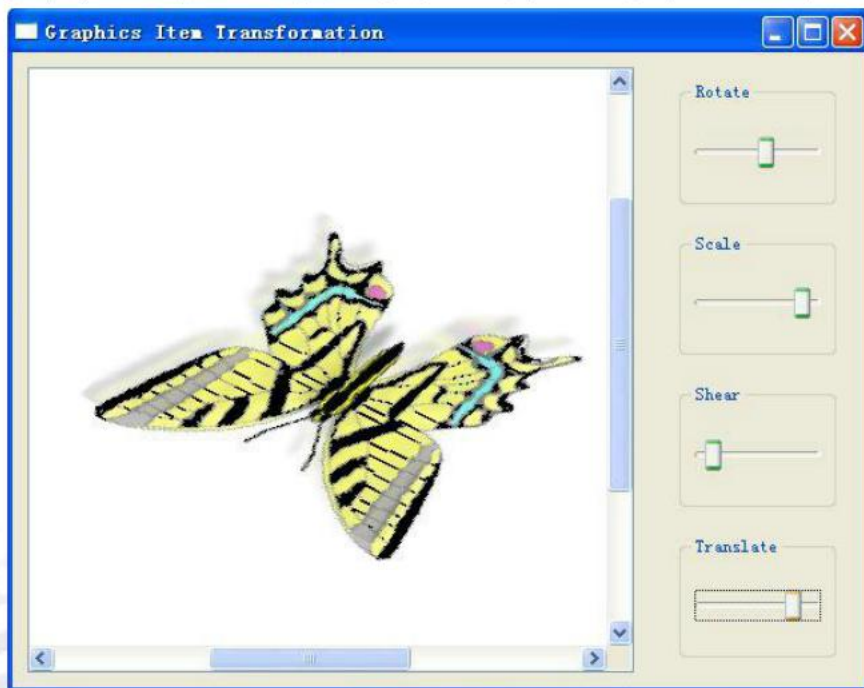 Graphics Item Transformation
Rotate
Scale
Shear
Translate